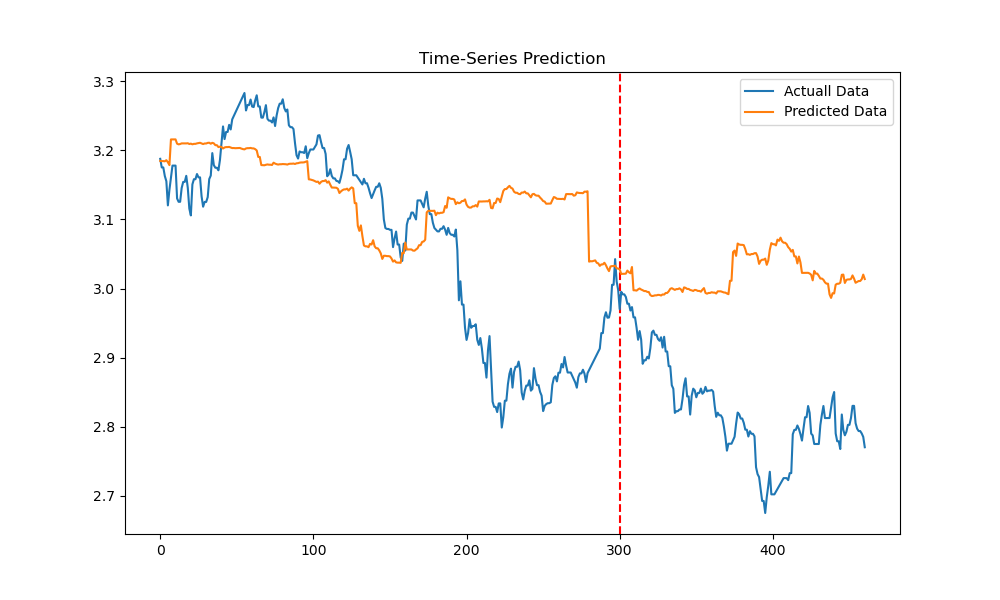 Time-Series Prediction
Actuall Data
Predicted Data
3.3
3.2
3.1
3.0
2.9
2.8
2.7
0 100 200 300 400